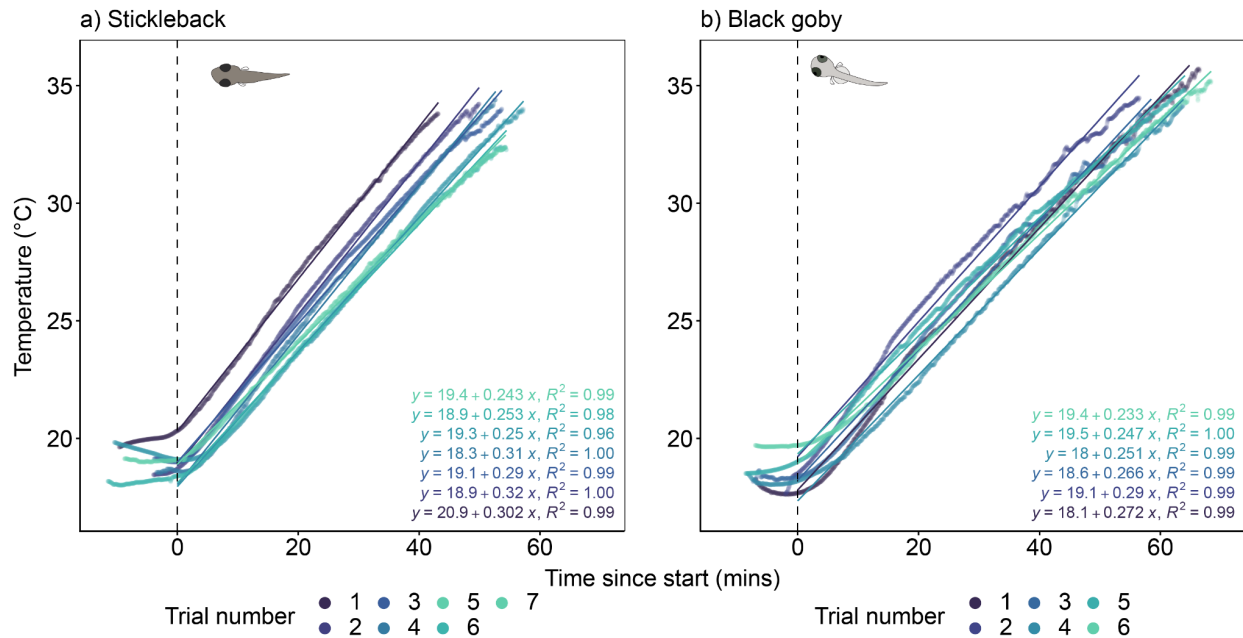 a) Stickleback
b) Black goby
Temperature (°C)
35
30
25
20
y = 19.4 + 0.243 x, R² = 0.99
y = 18.9 + 0.253 x, R² = 0.98
y = 19.3 + 0.25 x, R² = 0.96
y = 18.3 + 0.31 x, R² = 1.00
y = 19.1 + 0.29 x, R² = 0.99
y = 18.9 + 0.32 x, R² = 1.00
y = 20.9 + 0.302 x, R² = 0.99
0 20 40 60
35
30
25
20
y = 19.4 + 0.233 x, R² = 0.99
y = 19.5 + 0.247 x, R² = 1.00
y = 18 + 0.251 x, R² = 0.99
y = 18.6 + 0.266 x, R² = 0.99
y = 19.1 + 0.29 x, R² = 0.99
y = 18.1 + 0.272 x, R² = 0.99
0 20 40 60
Time since start (mins)
Trial number
1 3 5 7
2 4 6
Trial number
1 3 5
2 4 6